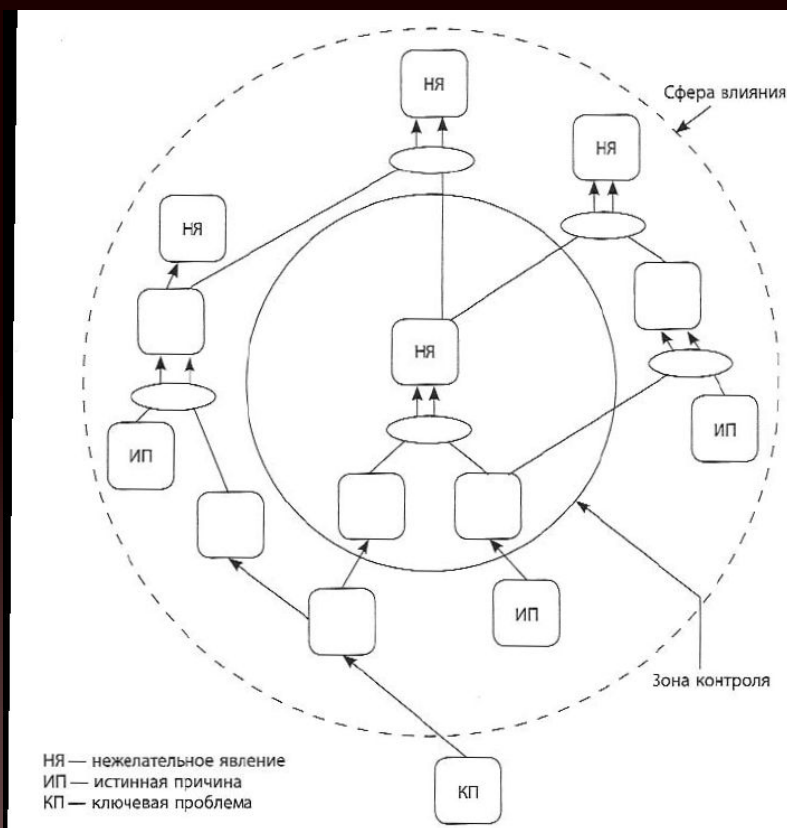 НЯ
Сфера влияния
НЯ
НЯ
НЯ
ИП
ИП
ИП
Зона контроля
НЯ — нежелательное явление
ИП — истинная причина
КП — ключевая проблема
КП